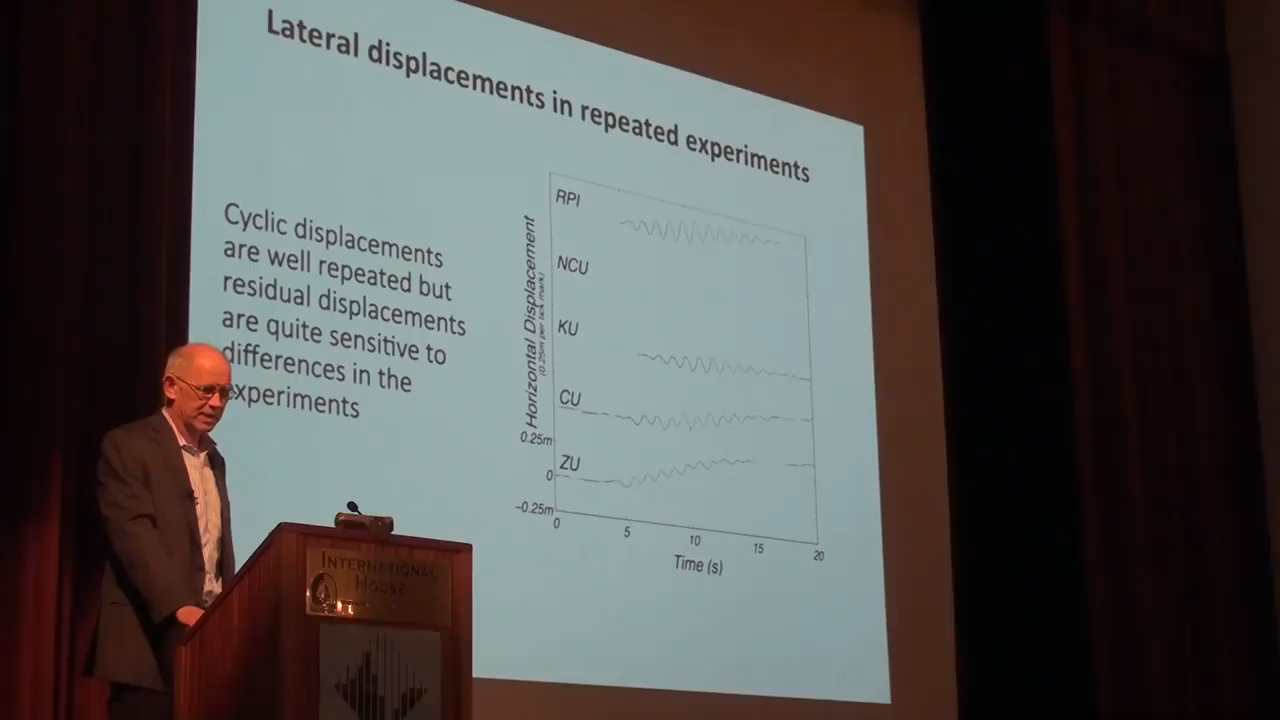 Lateral displacements in repeated experiments
Cyclic displacements
are well repeated but
residual displacements
are quite sensitive to
differences in the
experiments
Horizontal Displacement
(0.25m per tick mark)
RPI
NCU
KU
CU
ZU
0.25m
0
−0.25m
0
5
10
15
20
Time (s)
INTERNATIONAL
HOUSE